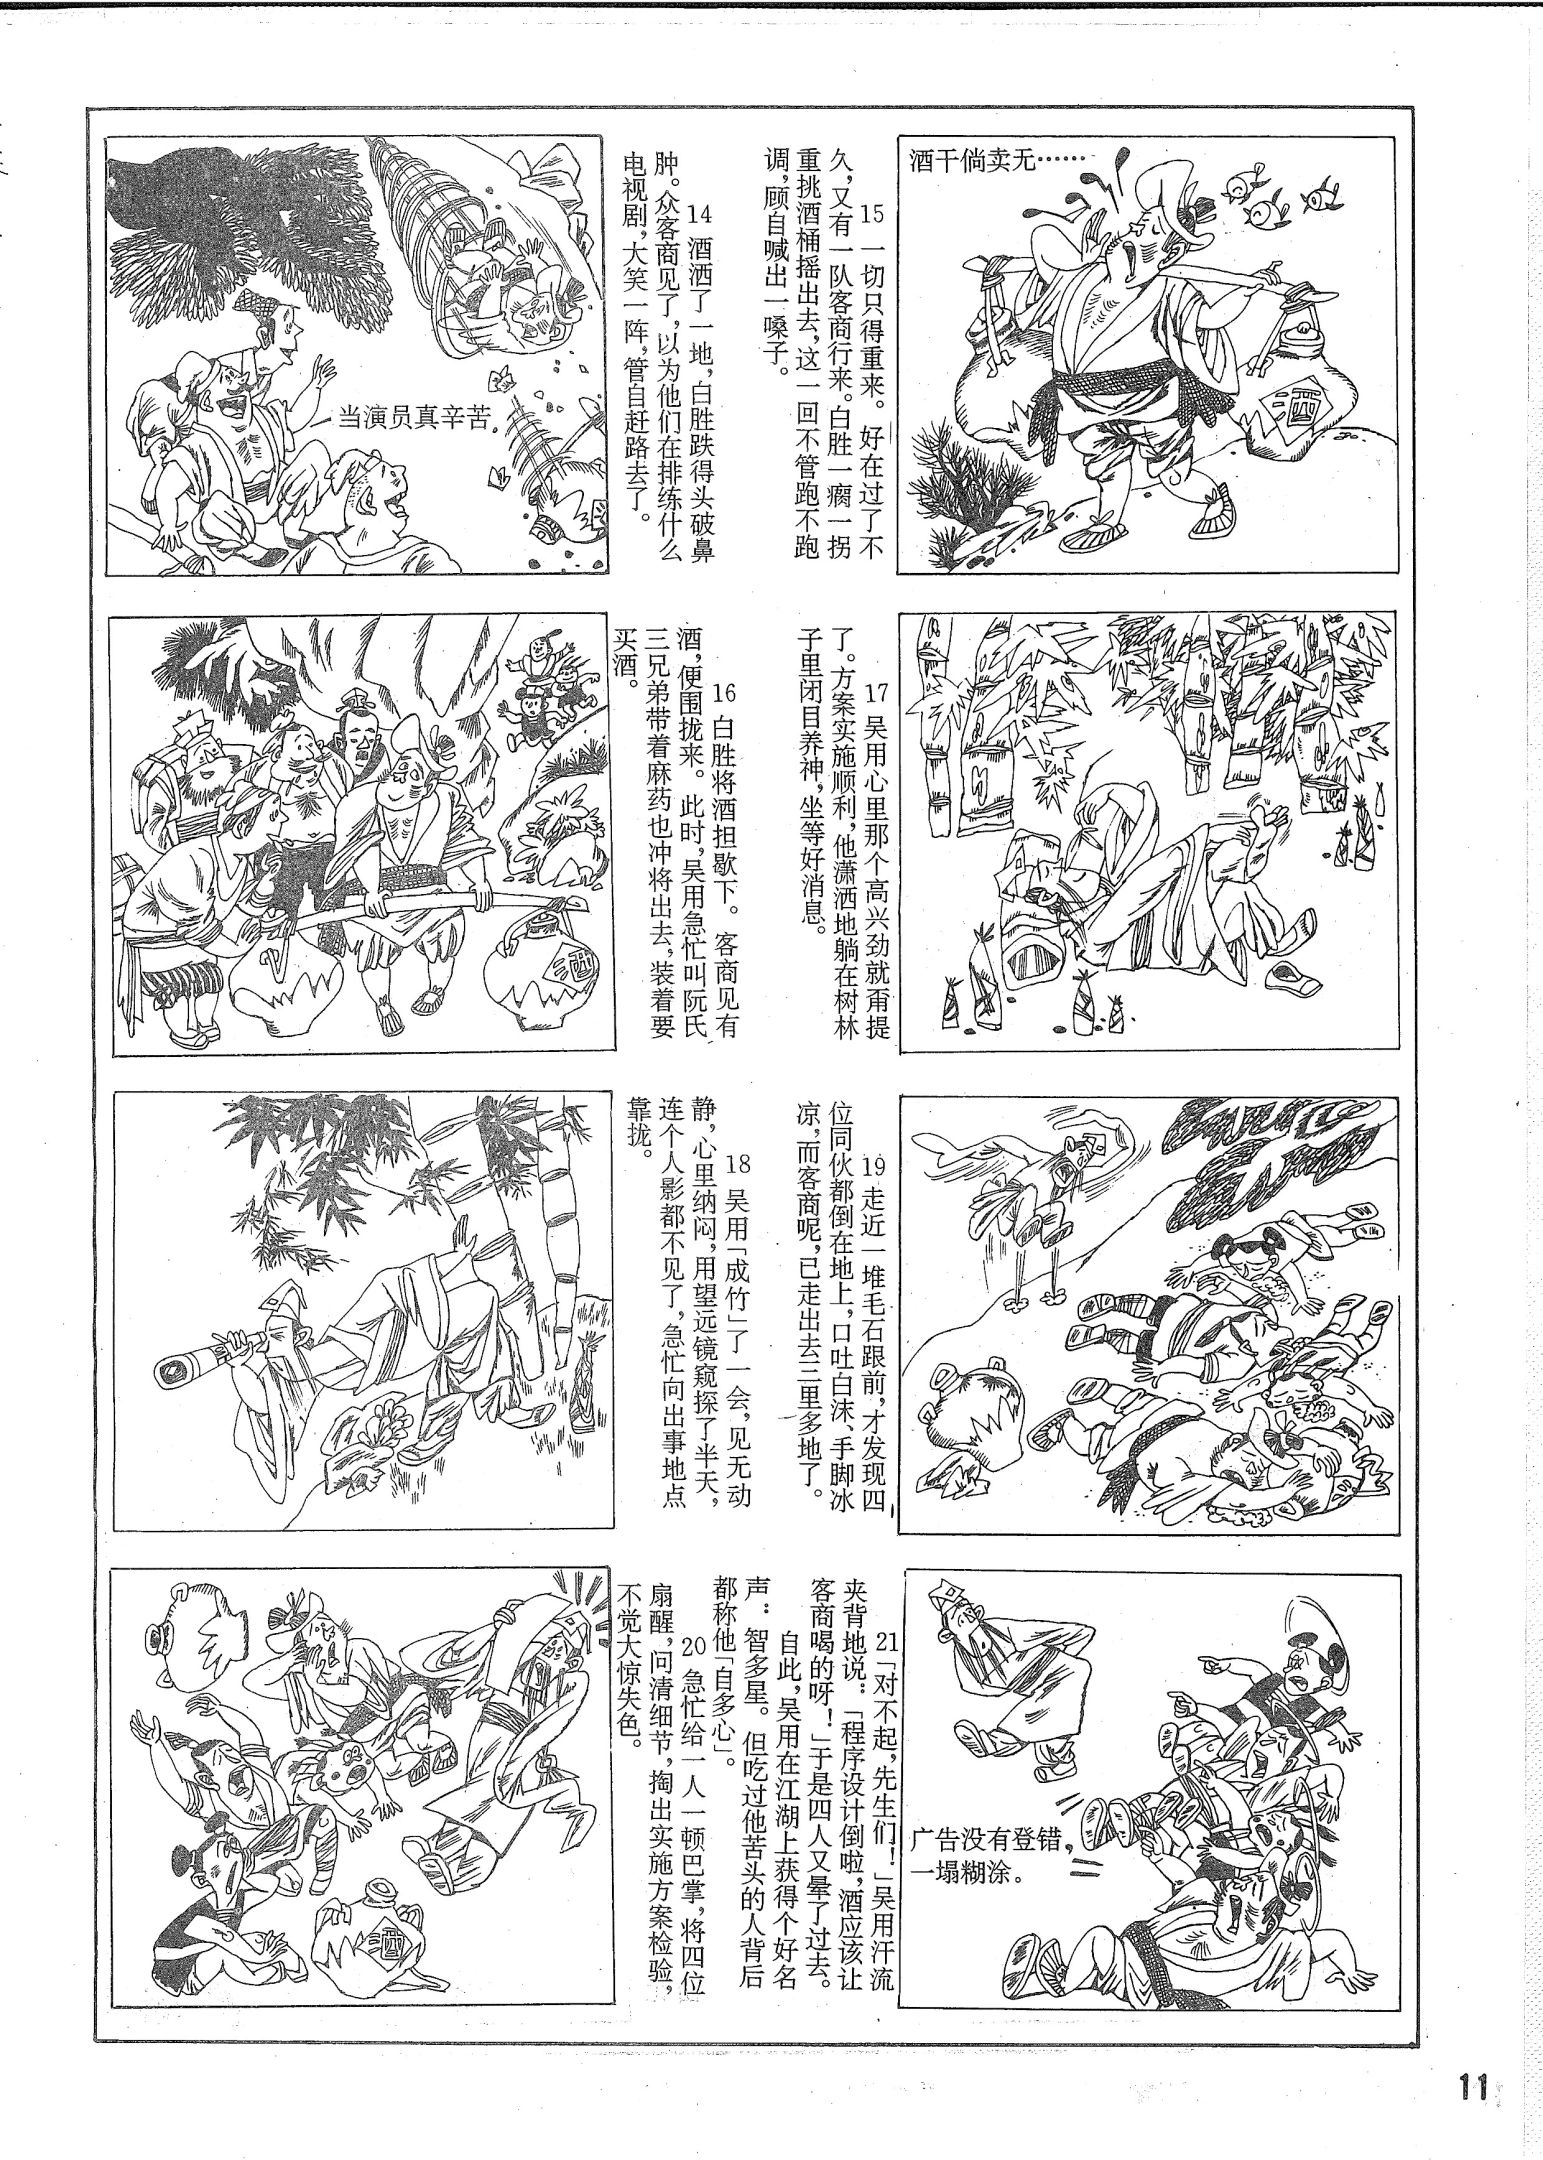 14 酒洒了一地，白胜跌得头破鼻
肿。众客商见了，以为他们在排练什么
电视剧，大笑一阵，管自赶路去了。
当演员真辛苦。
15 一切只得重来。好在过了不
久，又有一队客商行来。白胜一瘸一拐
重挑酒桶摇出去，这一回不管跑不跑
调，顾自喊出一嗓子。
酒干倘卖无……
酒
16 白胜将酒担歇下。客商见有
酒，便围拢来。此时，吴用急忙叫阮氏
三兄弟带着麻药也冲将出去，装着要
买酒。
酒
17 吴用心里那个高兴劲就甭提
了。方案实施顺利，他潇洒地躺在树林
子里闭目养神，坐等好消息。
18 吴用「成竹」了一会，见无动
静，心里纳闷，用望远镜窥探了半天，
连个人影都不见了，急忙向出事地点
靠拢。
19 走近一堆毛石跟前，才发现四
位同伙都倒在地上，口吐白沫、手脚冰
凉，而客商呢，已走出去三里多地了。
20 急忙给一人一顿巴掌，将四位
扇醒，问清细节，掏出实施方案检验，
不觉大惊失色。
酒
21「对不起，先生们！」吴用汗流
夹背地说：「程序设计倒啦，酒应该让
客商喝的呀！」于是四人又晕了过去。
自此，吴用在江湖上获得个好名
声：智多星。但吃过他苦头的人背后
都称他「自多心」。
广告没有登错，
一塌糊涂。
11